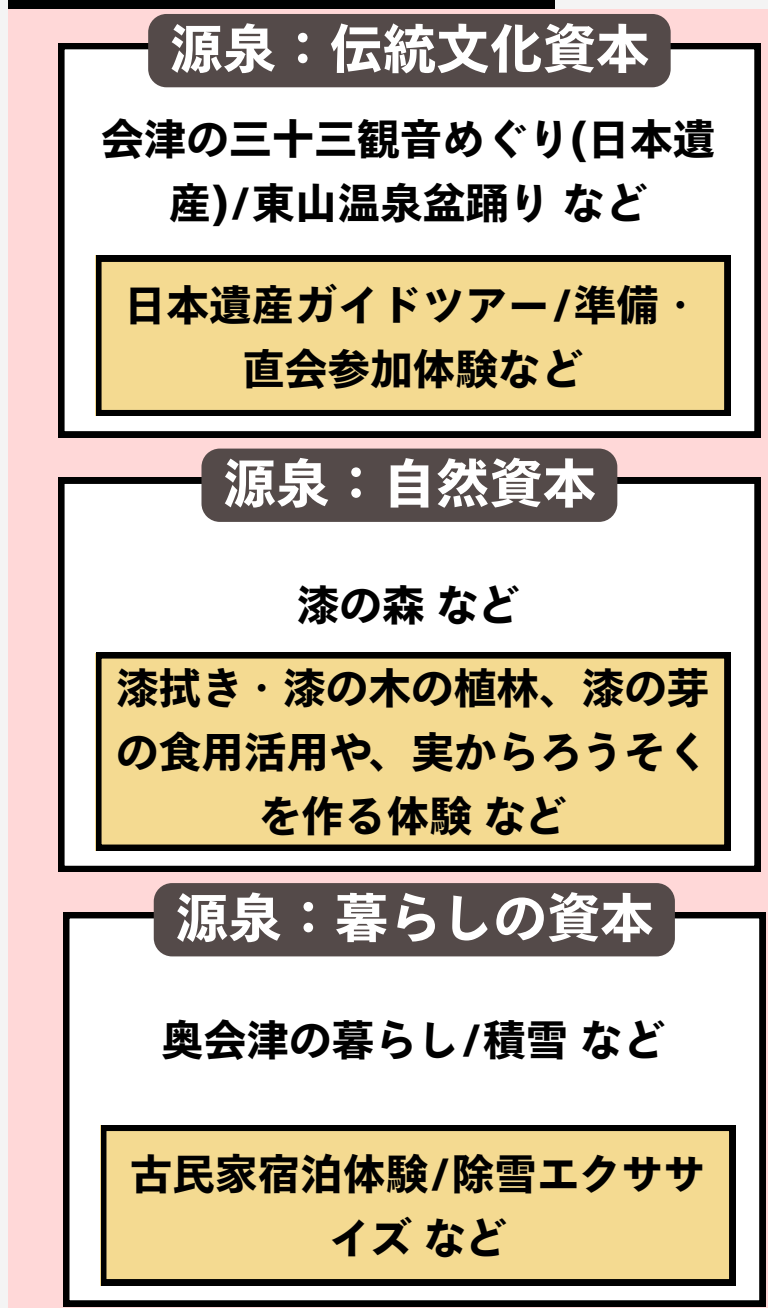 源泉：伝統文化資本
会津の三十三観音めぐり(日本遺
産)/東山温泉盆踊り など
日本遺産ガイドツアー/準備・
直会参加体験など
源泉：自然資本
漆の森 など
漆拭き・漆の木の植林、漆の芽
の食用活用や、実からろうそく
を作る体験 など
源泉：暮らしの資本
奥会津の暮らし/積雪 など
古民家宿泊体験/除雪エクササ
イズ など